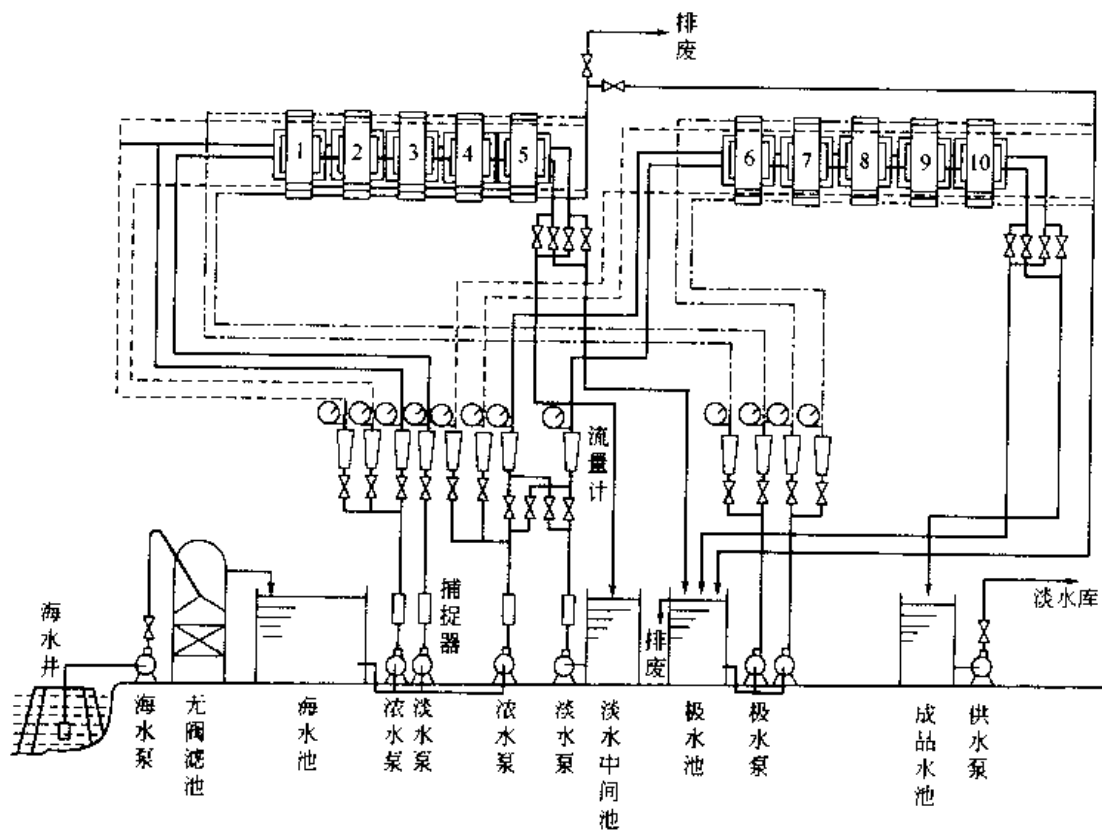 排废
1
2
3
4
5
6
7
8
9
10
流量计
捕捉器
海水井
排废
淡水库
海水泵
无阀滤池
海水池
浓水泵
淡水泵
浓水泵
淡水泵
淡水中间池
极水池
极水泵
成品水池
供水泵